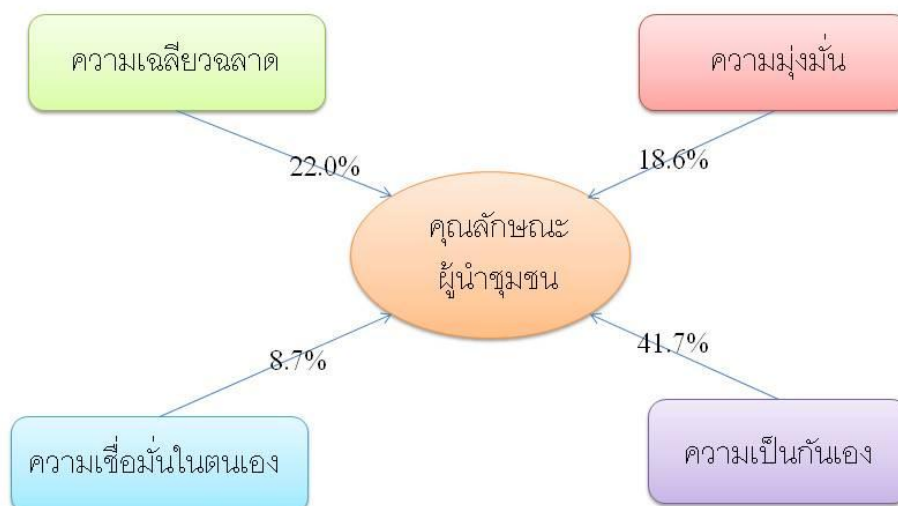 ความเฉลียวฉลาด
ความมุ่งมั่น
22.0%
18.6%
คุณลักษณะ
ผู้นำชุมชน
8.7%
41.7%
ความเชื่อมั่นในตนเอง
ความเป็นกันเอง